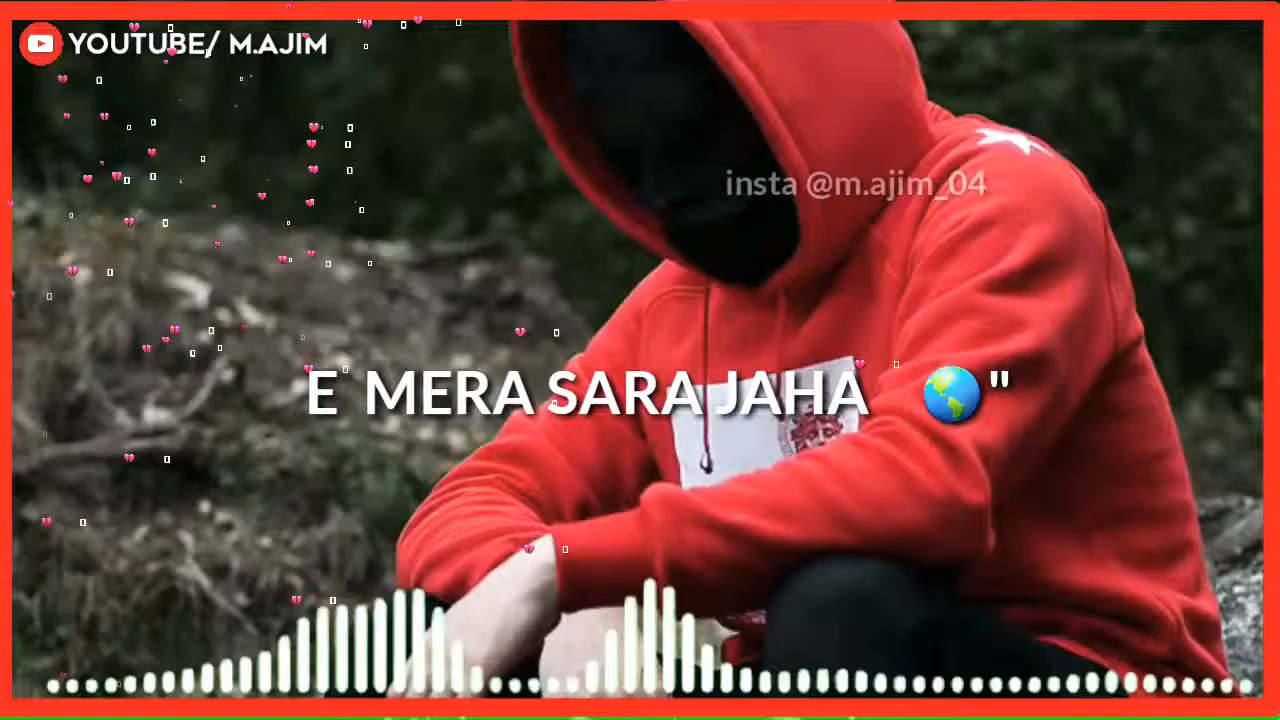 YOUTUBE/ M.AJIM
insta @m.ajim_04
E MERA SARA JAHA 🌎"